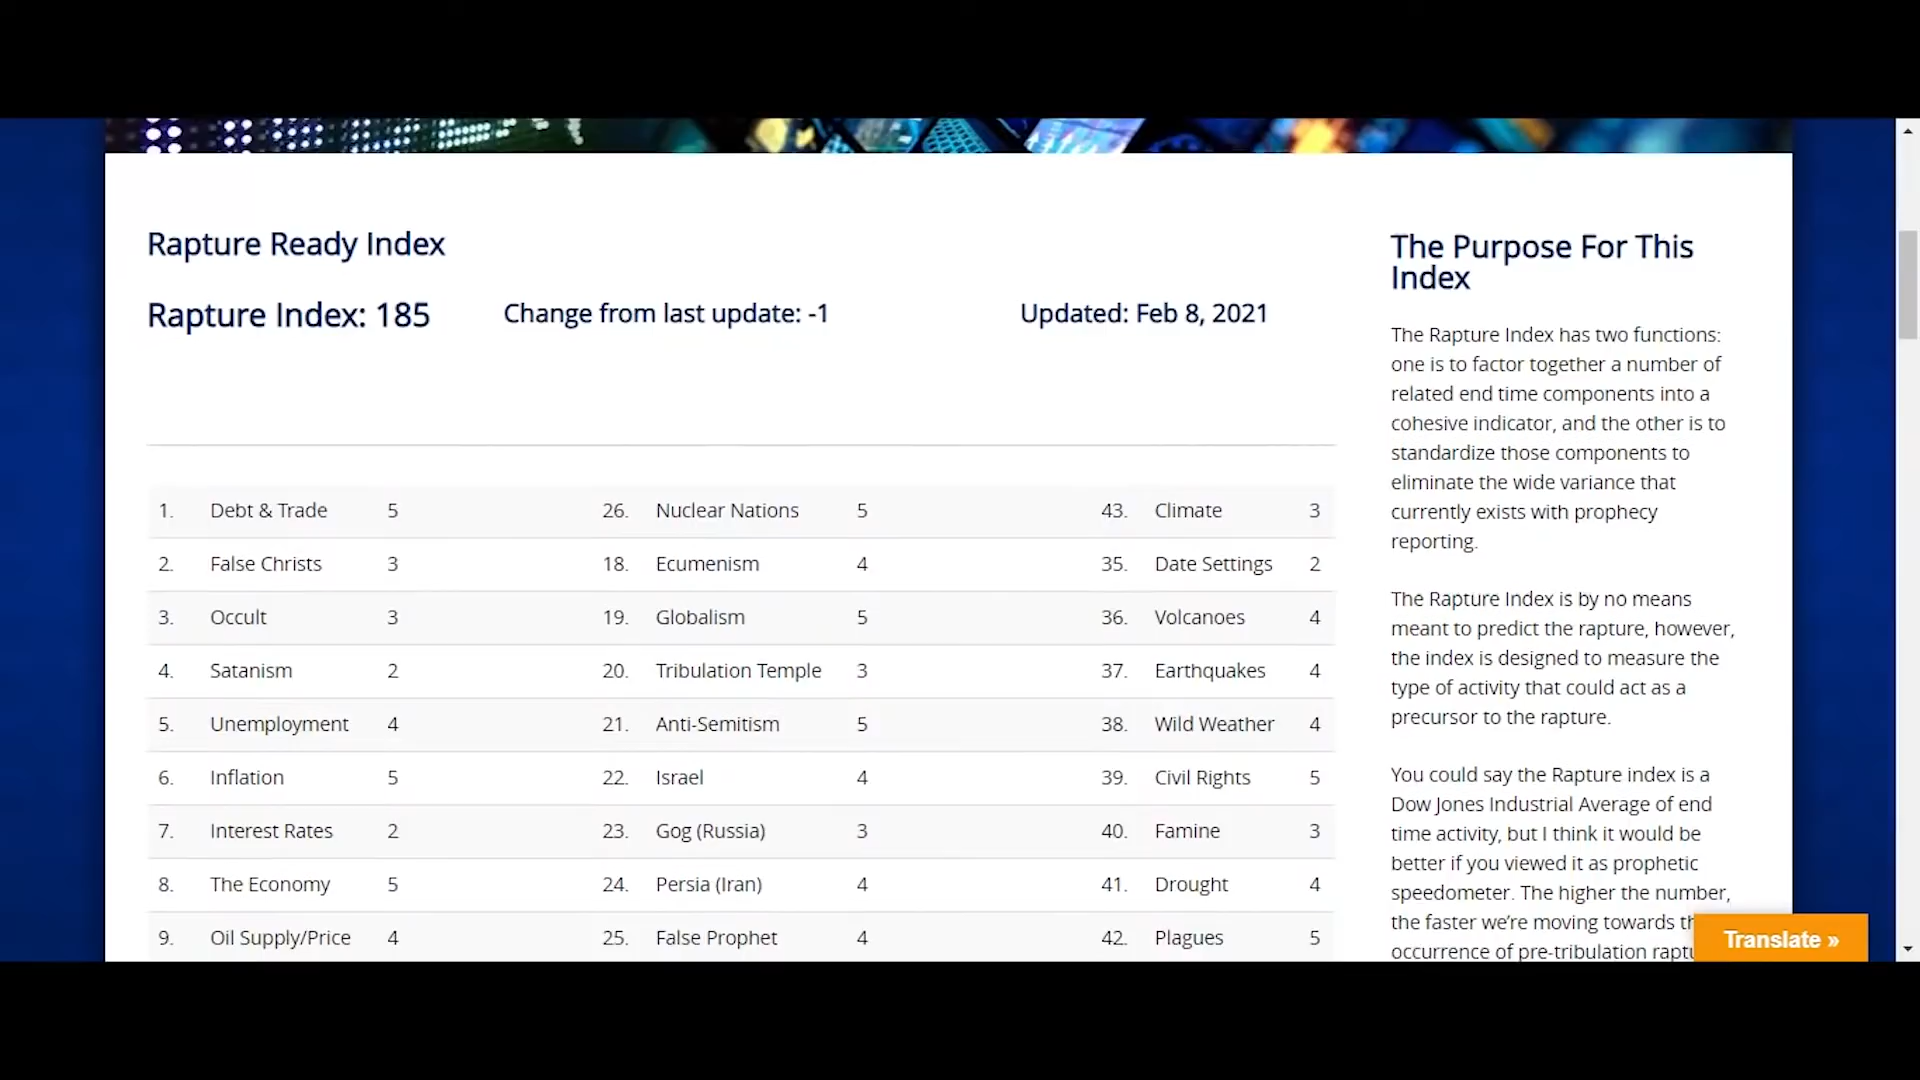 Rapture Ready Index
Rapture Index: 185 Change from last update: -1 Updated: Feb 8, 2021
1. Debt & Trade 5 26. Nuclear Nations 5 43. Climate 3
2. False Christs 3 18. Ecumenism 4 35. Date Settings 2
3. Occult 3 19. Globalism 5 36. Volcanoes 4
4. Satanism 2 20. Tribulation Temple 3 37. Earthquakes 4
5. Unemployment 4 21. Anti-Semitism 5 38. Wild Weather 4
6. Inflation 5 22. Israel 4 39. Civil Rights 5
7. Interest Rates 2 23. Gog (Russia) 3 40. Famine 3
8. The Economy 5 24. Persia (Iran) 4 41. Drought 4
9. Oil Supply/Price 4 25. False Prophet 4 42. Plagues 5
The Purpose For This
Index
The Rapture Index has two functions:
one is to factor together a number of
related end time components into a
cohesive indicator, and the other is to
standardize those components to
eliminate the wide variance that
currently exists with prophecy
reporting.
The Rapture Index is by no means
meant to predict the rapture, however,
the index is designed to measure the
type of activity that could act as a
precursor to the rapture.
You could say the Rapture index is a
Dow Jones Industrial Average of end
time activity, but I think it would be
better if you viewed it as prophetic
speedometer. The higher the number,
the faster we’re moving towards
occurrence of pre-tribulation
Translate »